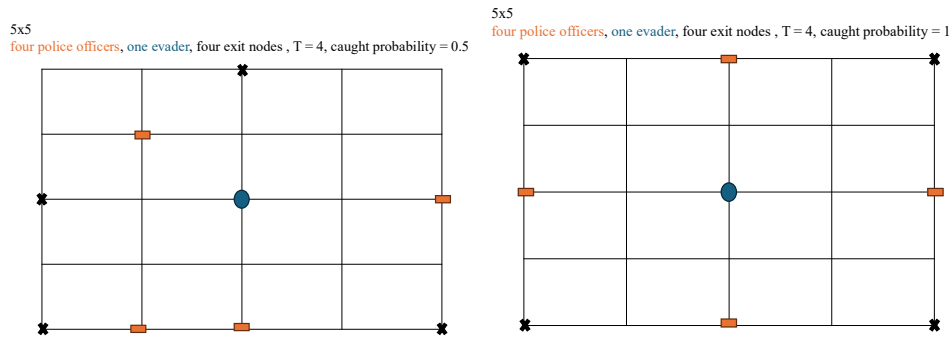 5x5
four police officers, one evader, four exit nodes , T = 4, caught probability = 0.5
5x5
four police officers, one evader, four exit nodes , T = 4, caught probability = 1